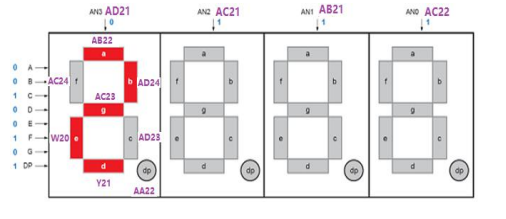 AN3 AD21 AN2 AC21 AN1 AB21 AN0 AC22
0 1 1 1
AB22
a a a a
0 A
0 B AC24 f b AD24 f b f b f b
1 C AC23
0 D g g g g
0 E
1 F W20 e c AD23 e c e c e c
0 G
1 DP d dp d dp d dp d dp
Y21 AA22